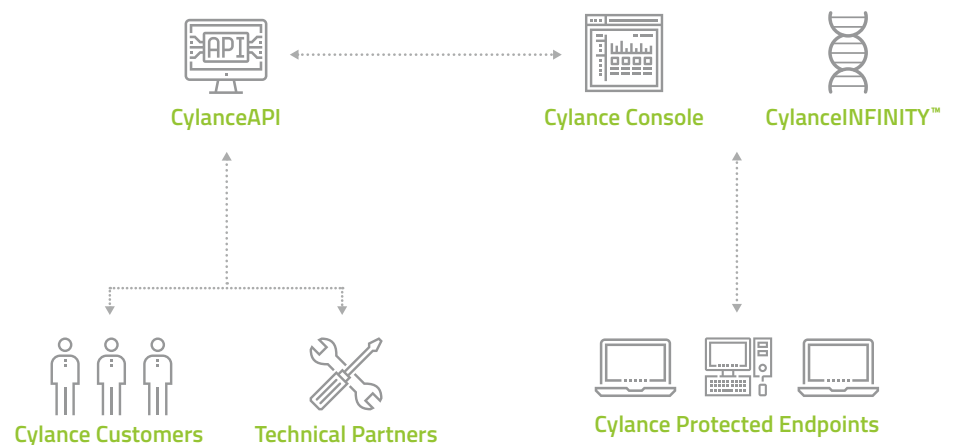 API
CylanceAPI
Cylance Console
CylanceINFINITY™
Cylance Customers
Technical Partners
Cylance Protected Endpoints